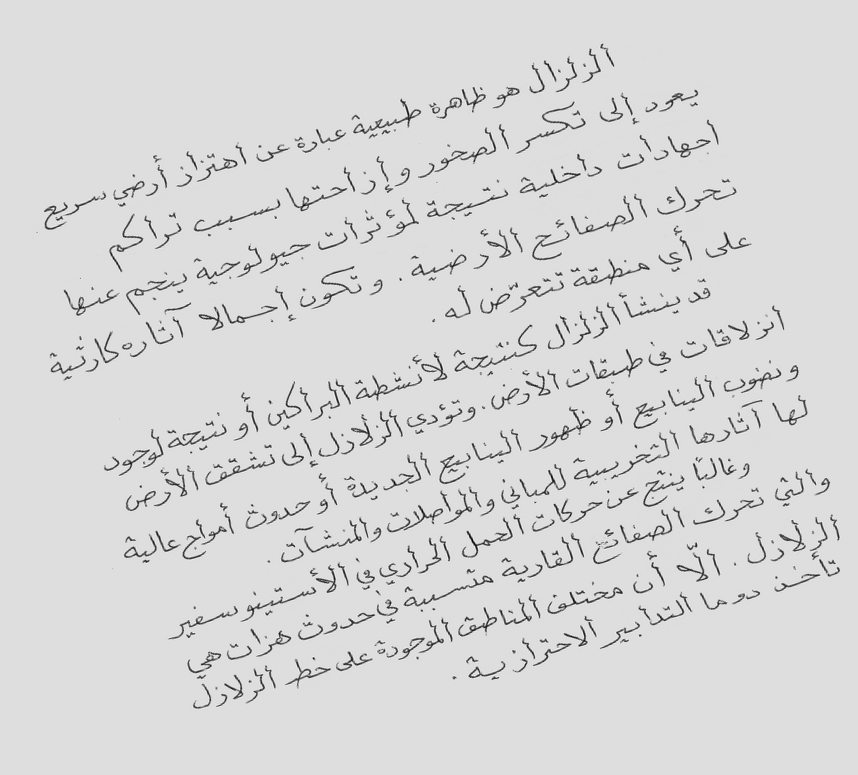 الزلزال هو ظاهرة طبيعية عبارة عن اهتزاز أرضي سريع
يعود إلى تكسر الصخور وإزاحتها بسبب تراكم
اجهادات داخلية نتيجة لمؤثرات جيولوجية ينجم عنها
تحرك الصفائح الأرضية. وتكون إجمالا آثاره كارثية
على أي منطقة تتعرّض له.
قد ينشأ الزلزال كنتيجة لأنشطة البراكين أو نتيجة لوجود
انزلاقات في طبقات الأرض. وتؤدي الزلازل إلى تشقق الأرض
ونضوب الينابيع أو ظهور الينابيع الجديدة أو حدوث أمواج عالية
لها آثارها التخريبية للمباني والمواصلات والمنشآت.
وغالبًا ينتج عن حركات الحمل الحراري في الأستينوسفير
والتي تحرك الصفائح القارية متسببة في حدوث هزات هي
الزلازل. الّا أن مختلف المناطق الموجودة على خط الزلازل
تأخذ دوما التدابير الاحترازية.